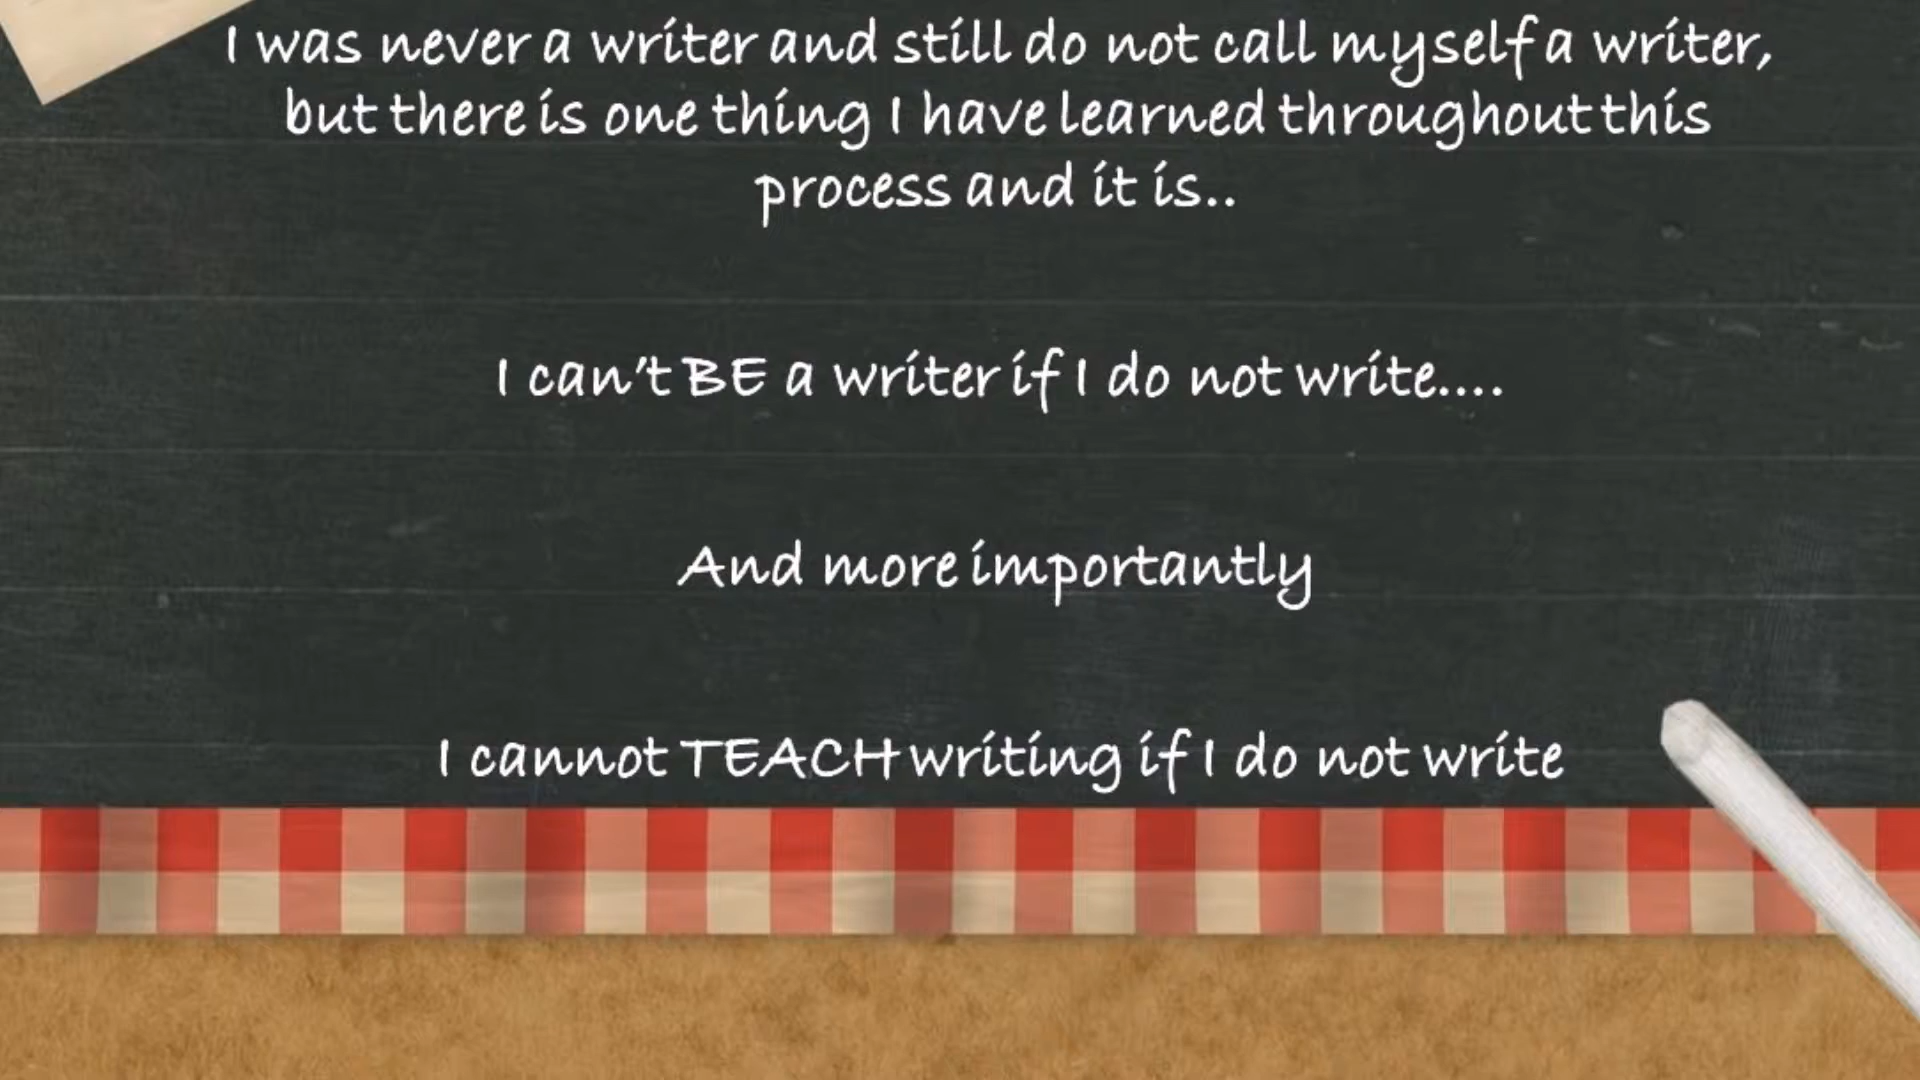 I was never a writer and still do not call myself a writer,
but there is one thing I have learned throughout this
process and it is..
I can't BE a writer if I do not write....
And more importantly
I cannot TEACH writing if I do not write